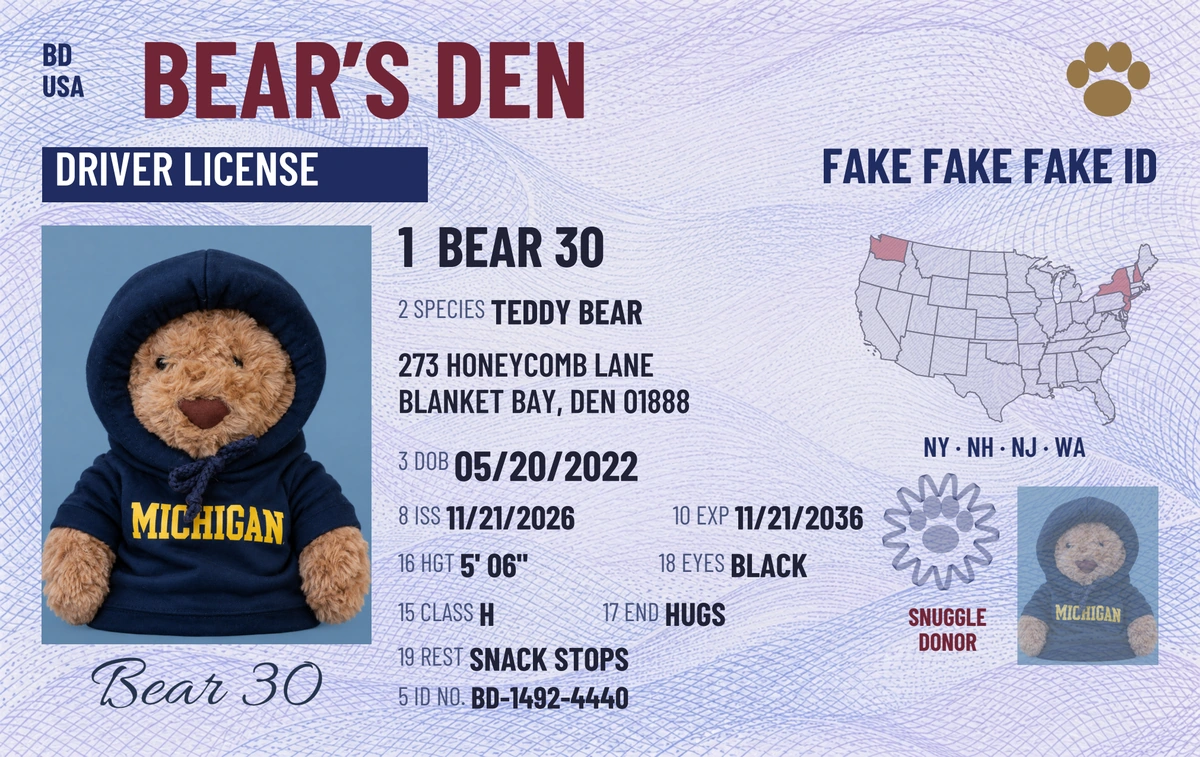 BD
USA
BEAR'S DEN
DRIVER LICENSE
FAKE FAKE FAKE ID
1 BEAR 30
2 SPECIES TEDDY BEAR
273 HONEYCOMB LANE
BLANKET BAY, DEN 01888
3 DOB 05/20/2022
8 ISS 11/21/2026 10 EXP 11/21/2036
16 HGT 5' 06" 18 EYES BLACK
15 CLASS H 17 END HUGS
19 REST SNACK STOPS
5 ID NO. BD-1492-4440
MICHIGAN
Bear 30
NY · NH · NJ · WA
SNUGGLE
DONOR
MICHIGAN